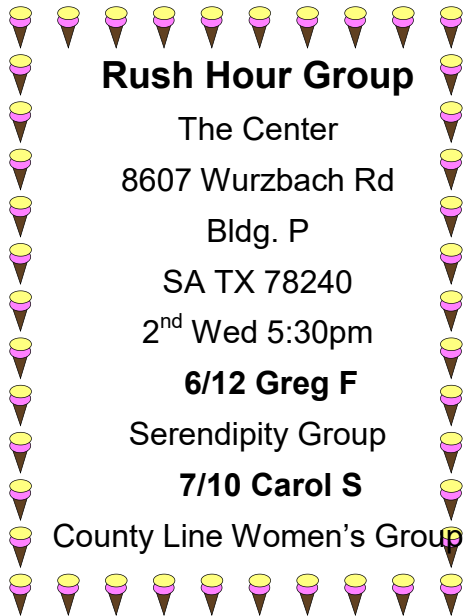 Rush Hour Group
The Center
8607 Wurzbach Rd
Bldg. P
SA TX 78240
2nd Wed 5:30pm
6/12 Greg F
Serendipity Group
7/10 Carol S
County Line Women’s Group